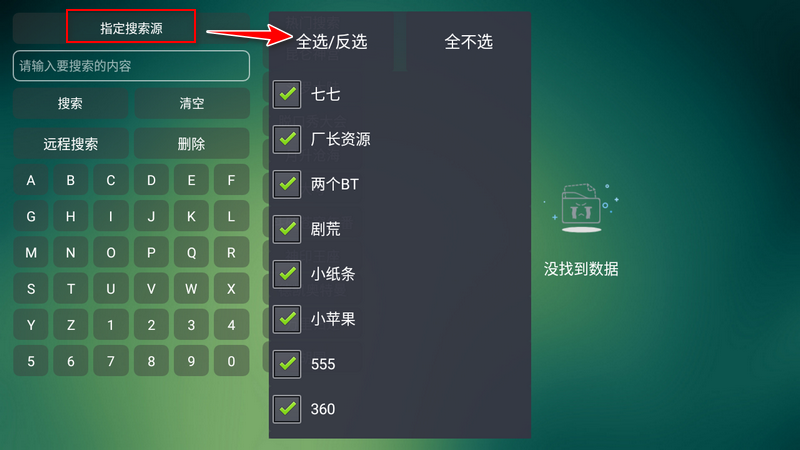 指定搜索源
请输入要搜索的内容
搜索 清空
远程搜索 删除
A B C D E F
G H I J K L
M N O P Q R
S T U V W X
Y Z 1 2 3 4
5 6 7 8 9 0
全选/反选 全不选
七七
厂长资源
两个BT
剧荒
小纸条
小苹果
555
360
没找到数据